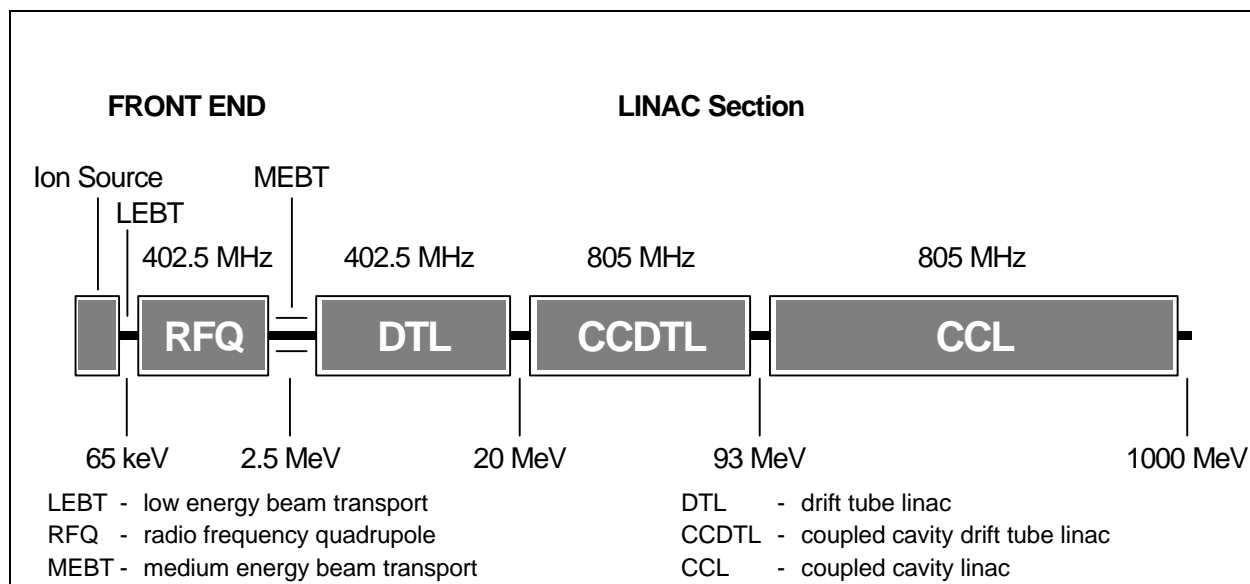 FRONT END LINAC Section
Ion Source MEBT
LEBT
402.5 MHz 402.5 MHz 805 MHz 805 MHz
RFQ DTL CCDTL CCL
65 keV 2.5 MeV 20 MeV 93 MeV 1000 MeV
LEBT - low energy beam transport
RFQ - radio frequency quadrupole
MEBT - medium energy beam transport
DTL - drift tube linac
CCDTL - coupled cavity drift tube linac
CCL - coupled cavity linac